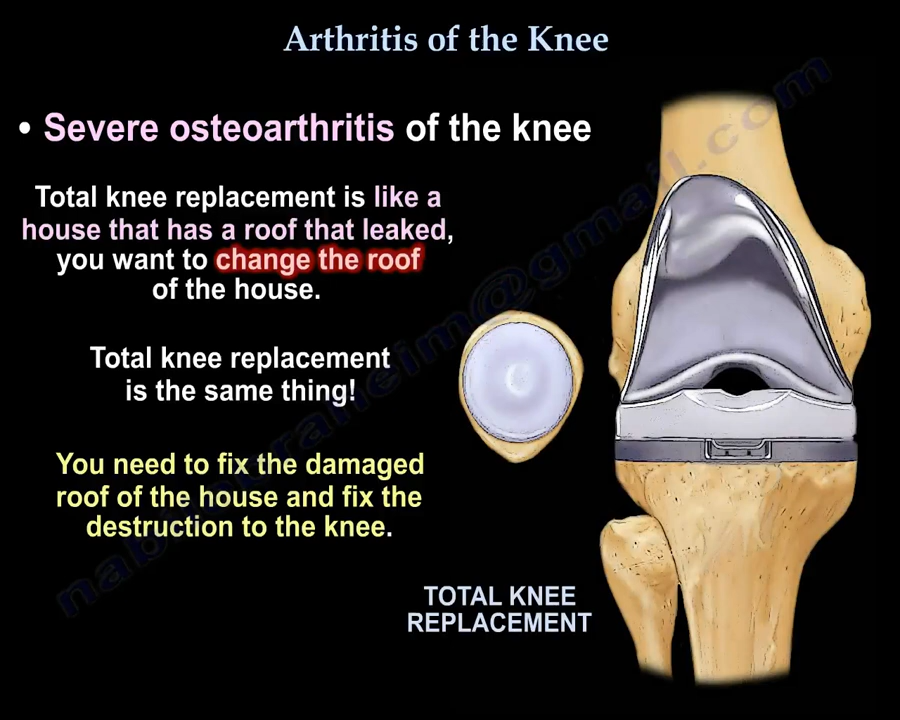 Arthritis of the Knee
• Severe osteoarthritis of the knee
Total knee replacement is like a
house that has a roof that leaked,
you want to change the roof
of the house.
Total knee replacement
is the same thing!
You need to fix the damaged
roof of the house and fix the
destruction to the knee.
TOTAL KNEE
REPLACEMENT